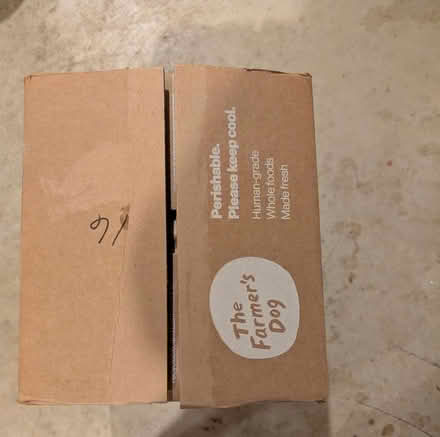 Perishable.
Please keep cool.
Human-grade
Whole foods
Made fresh
The
Farmer's
Dog